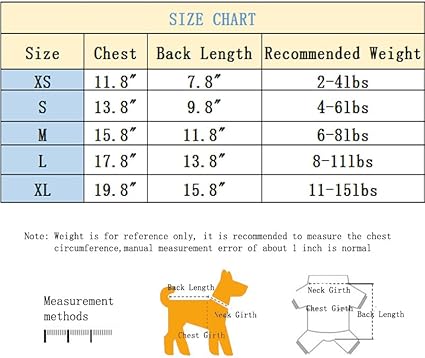 SIZE CHART
Size Chest Back Length Recommended Weight
XS 11.8" 7.8" 2-4lbs
S 13.8" 9.8" 4-6lbs
M 15.8" 11.8" 6-8lbs
L 17.8" 13.8" 8-11lbs
XL 19.8" 15.8" 11-15lbs
Note: Weight is for reference only, it is recommended to measure the chest
circumference,manual measurement error of about 1 inch is normal
Measurement
methods
Back Length
Neck Girth
Chest Girth
Neck Girth
Chest Girth
Back Length